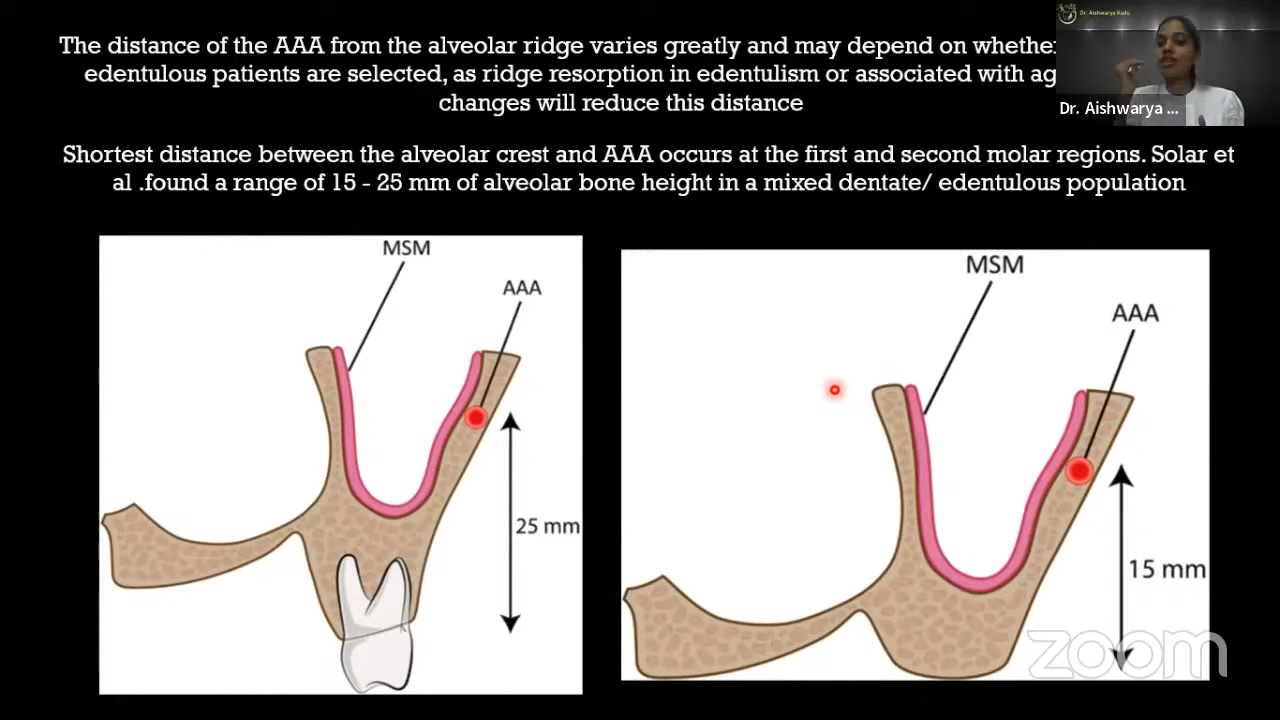 The distance of the AAA from the alveolar ridge varies greatly and may depend on whether
edentulous patients are selected, as ridge resorption in edentulism or associated with
changes will reduce this distance
Shortest distance between the alveolar crest and AAA occurs at the first and second molar regions. Solar et
al .found a range of 15 - 25 mm of alveolar bone height in a mixed dentate/ edentulous population
Dr. Aishwarya Kadu
Dr. Aishwarya ...
MSM
AAA
25 mm
MSM
AAA
15 mm
zoom